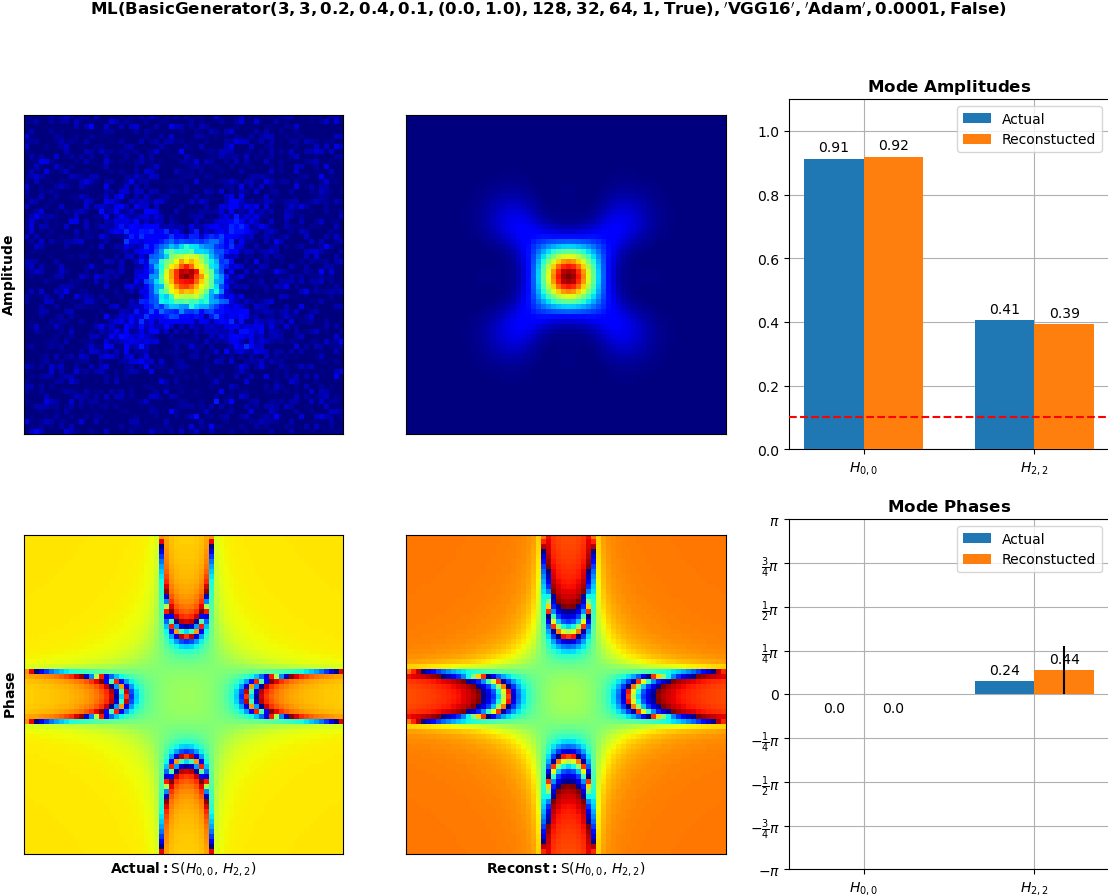 ML(BasicGenerator(3, 3, 0.2, 0.4, 0.1, (0.0, 1.0), 128, 32, 64, 1, True), ′VGG16′, ′Adam′, 0.0001, False)
Amplitude
Mode Amplitudes
Actual
Reconstucted
1.0
0.8
0.6
0.4
0.2
0.0
0.91
0.92
0.41
0.39
H0,0
H2,2
Phase
Actual: S(H0,0, H2,2)
Reconst: S(H0,0, H2,2)
Mode Phases
Actual
Reconstucted
π
3/4π
1/2π
1/4π
0
−1/4π
−1/2π
−3/4π
−π
0.0
0.0
0.24
0.44
H0,0
H2,2